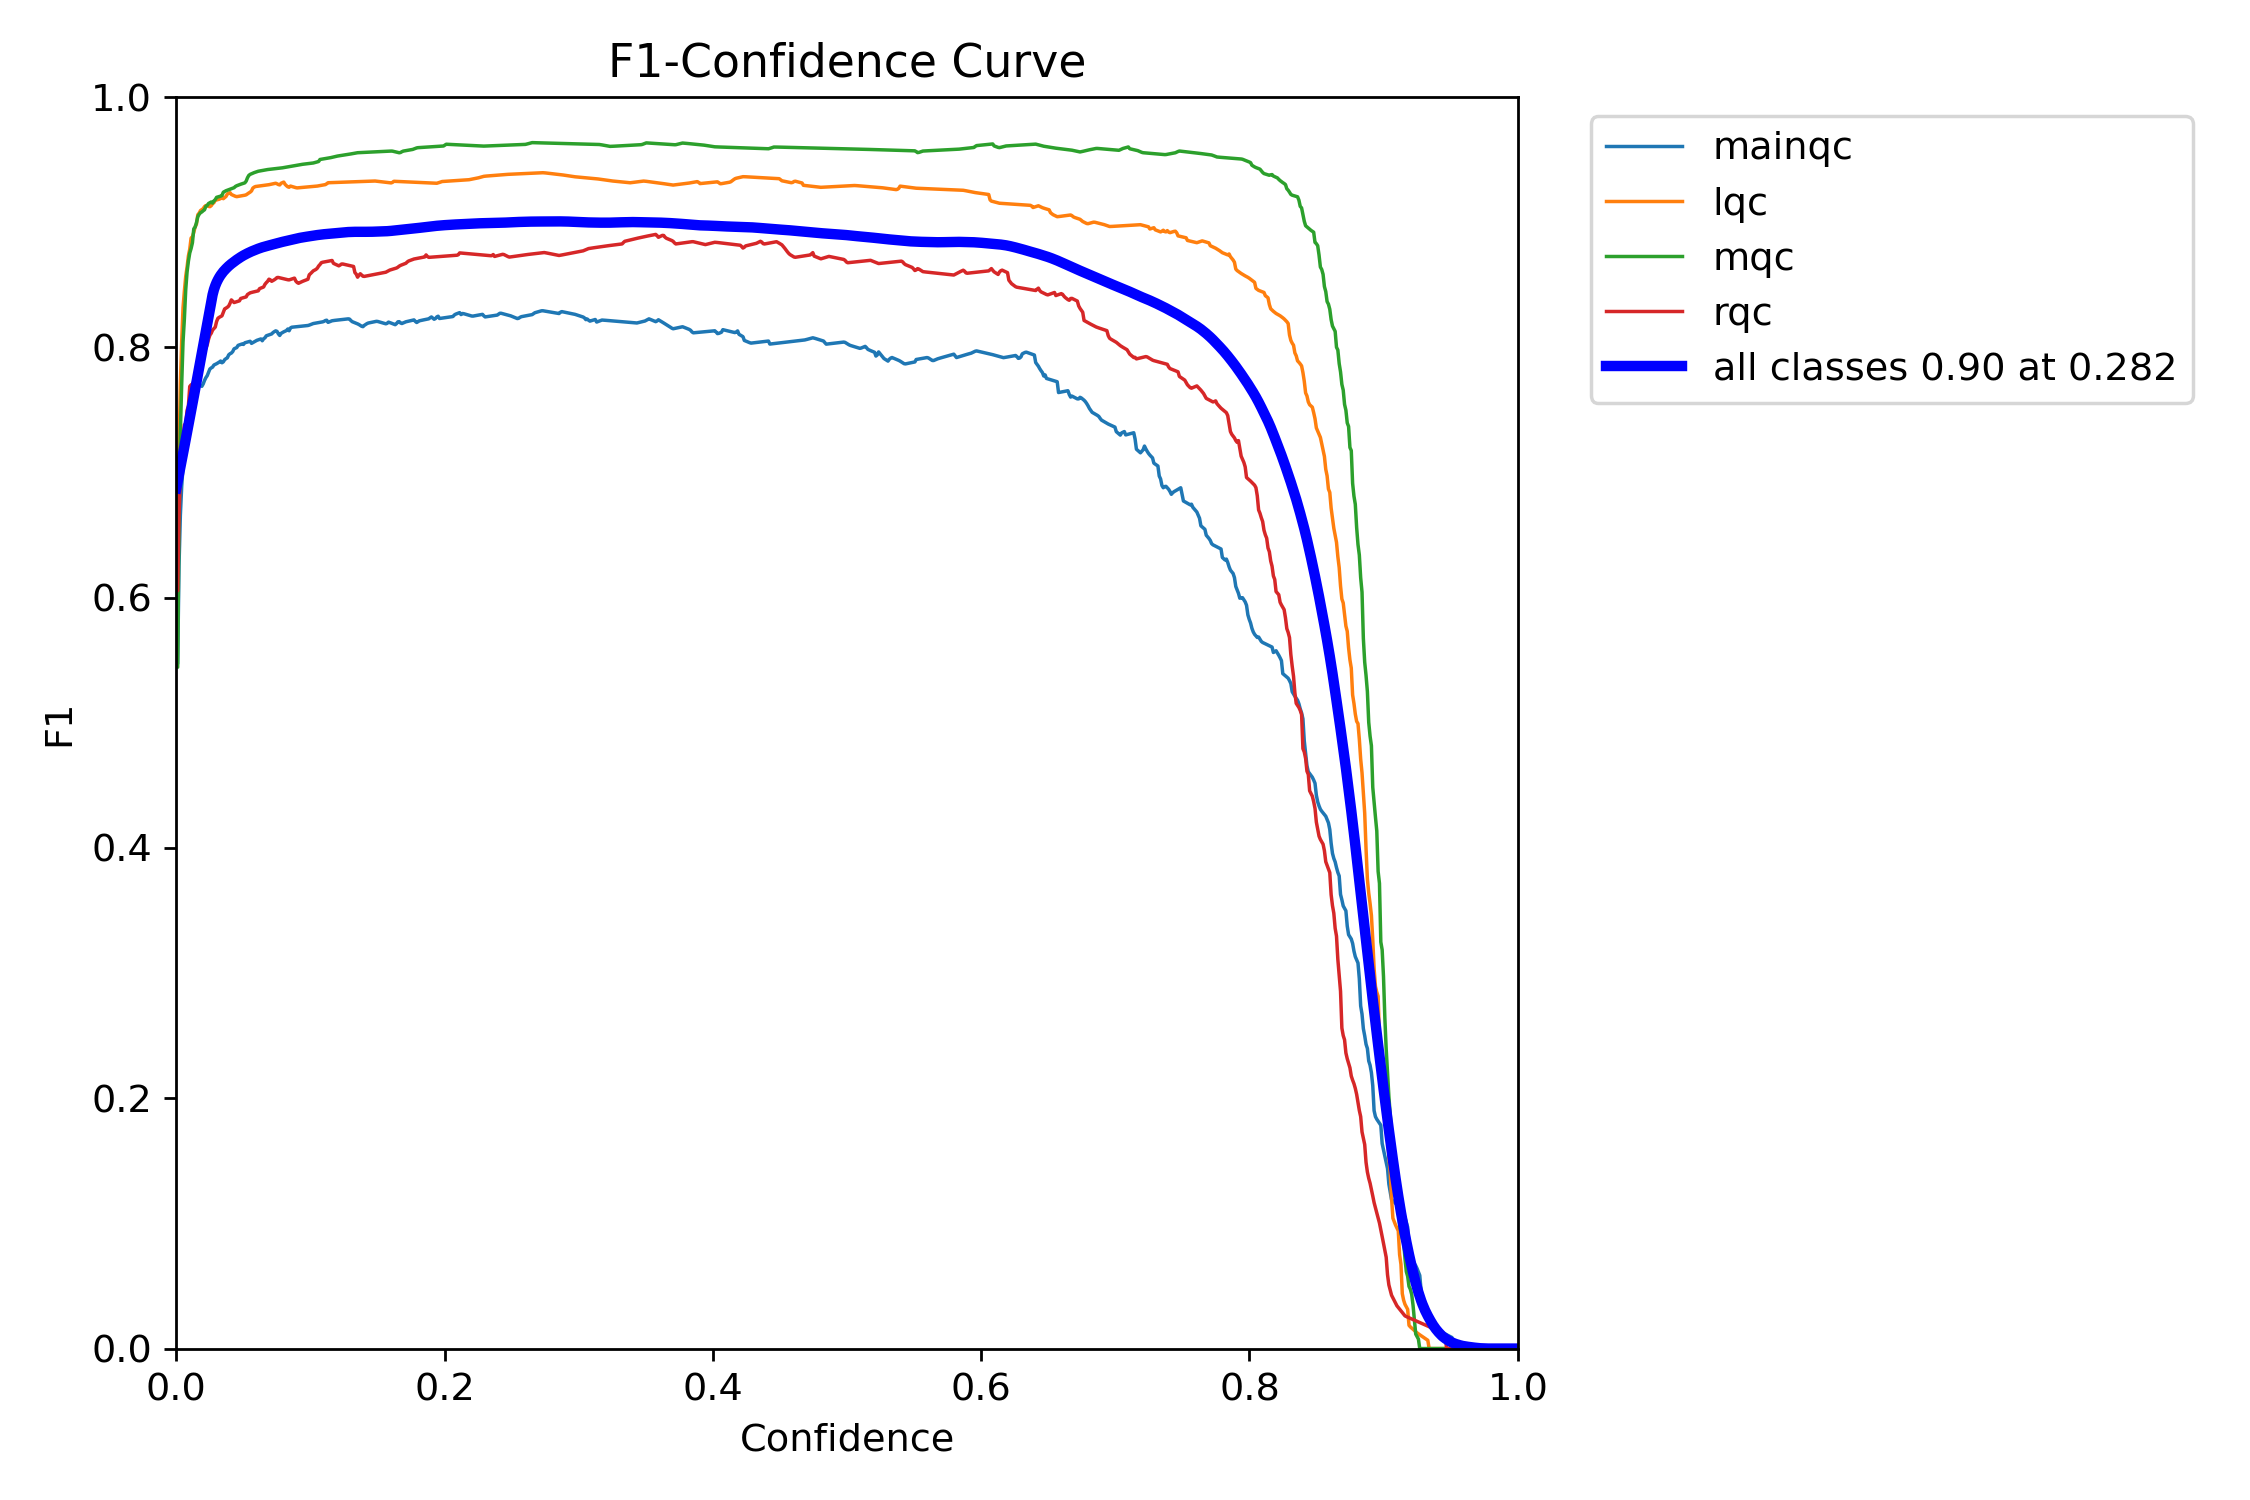 F1-Confidence Curve
1.0
0.8
0.6
0.4
0.2
0.0
F1
0.0 0.2 0.4 0.6 0.8 1.0
Confidence
mainqc
lqc
mqc
rqc
all classes 0.90 at 0.282